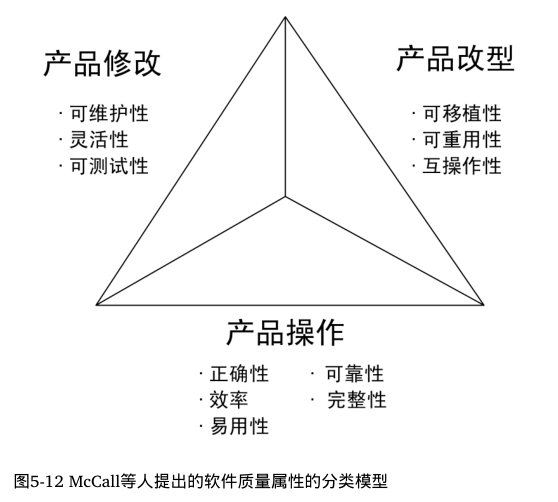 产品修改
· 可维护性
· 灵活性
· 可测试性
产品改型
· 可移植性
· 可重用性
· 互操作性
产品操作
· 正确性
· 效率
· 易用性
· 可靠性
· 完整性
图5-12 McCall等人提出的软件质量属性的分类模型